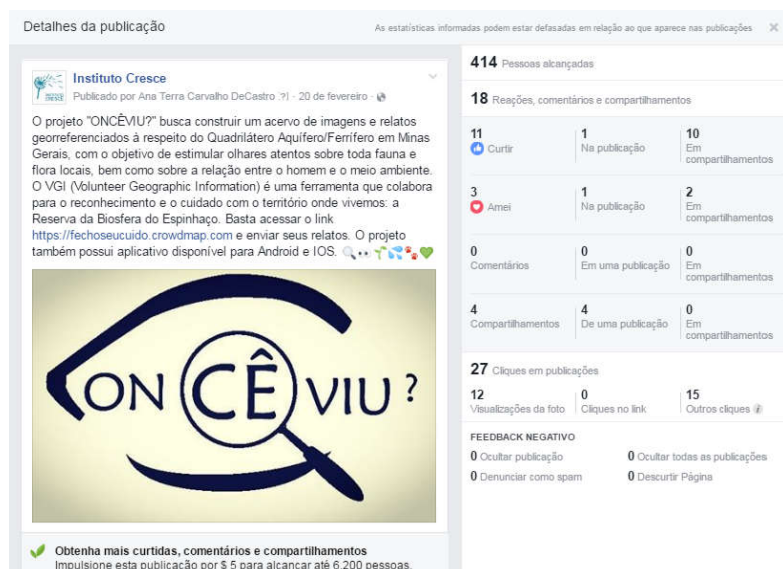 Detalhes da publicação
As estatísticas informadas podem estar defasadas em relação ao que aparece nas publicações
Instituto Cresce
Publicado por Ana Terra Carvalho DeCastro [?] · 20 de fevereiro ·
O projeto "ONCÊVIU?" busca construir um acervo de imagens e relatos
georreferenciados à respeito do Quadrilátero Aquífero/Ferrífero em Minas
Gerais, com o objetivo de estimular olhares atentos sobre toda fauna e
flora locais, bem como sobre a relação entre o homem e o meio ambiente.
O VGI (Volunteer Geographic Information) é uma ferramenta que colabora
para o reconhecimento e o cuidado com o território onde vivemos: a
Reserva da Biosfera do Espinhaço. Basta acessar o link
https://fechoseucuido.crowdmap.com e enviar seus relatos. O projeto
também possui aplicativo disponível para Android e IOS. 🔍👀🌱💦🐾💚
ON CÊ VIU ?
Obtenha mais curtidas, comentários e compartilhamentos
Impulsione esta publicação por $ 5 para alcançar até 6.200 pessoas.
414 Pessoas alcançadas
18 Reações, comentários e compartilhamentos
11 1 10
Curtir Na publicação Em
compartilhamentos
3 1 2
Amei Na publicação Em
compartilhamentos
0 0 0
Comentários Em uma publicação Em
compartilhamentos
4 4 0
Compartilhamentos De uma publicação Em
compartilhamentos
27 Cliques em publicações
12 0 15
Visualizações da foto Cliques no link Outros cliques i
FEEDBACK NEGATIVO
0 Ocultar publicação 0 Ocultar todas as publicações
0 Denunciar como spam 0 Descurtir Página